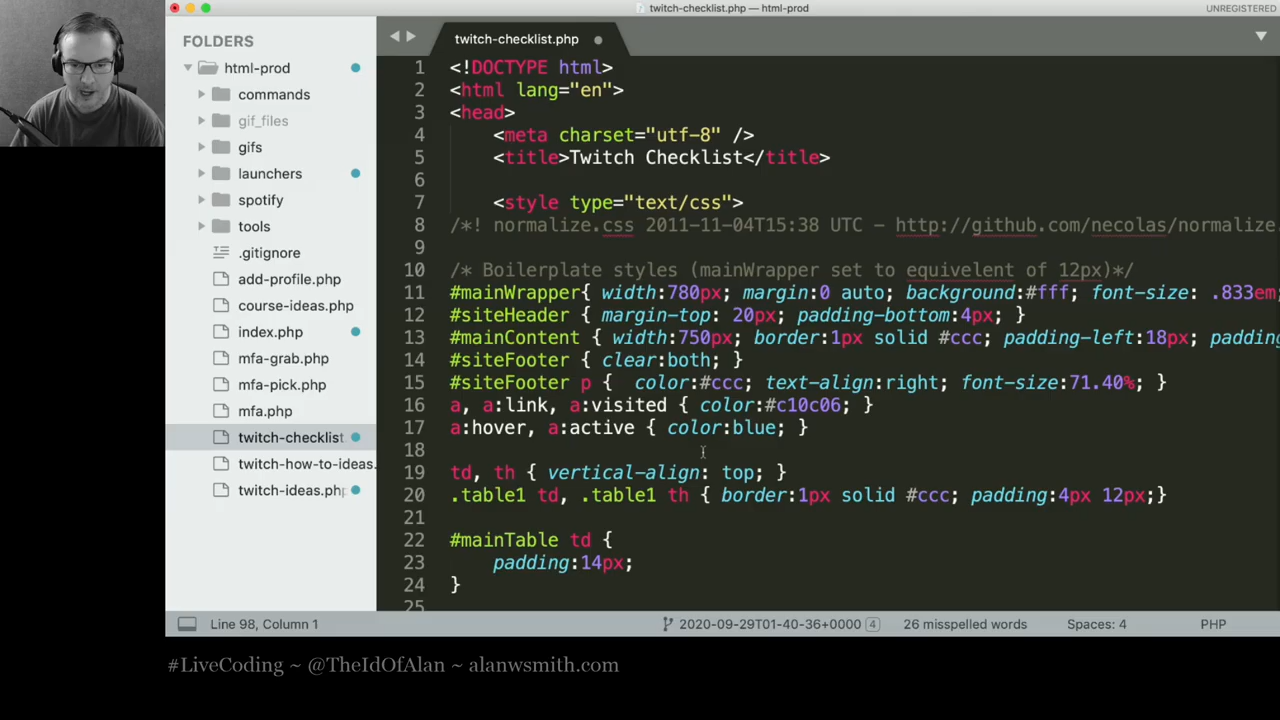 twitch-checklist.php — html-prod
UNREGISTERED
FOLDERS
html-prod
commands
gif_files
gifs
launchers
spotify
tools
.gitignore
add-profile.php
course-ideas.php
index.php
mfa-grab.php
mfa-pick.php
mfa.php
twitch-checklist
twitch-how-to-ideas.
twitch-ideas.php
twitch-checklist.php
1 <!DOCTYPE html>
2 <html lang="en">
3 <head>
4 <meta charset="utf-8" />
5 <title>Twitch Checklist</title>
6
7 <style type="text/css">
8 /*! normalize.css 2011-11-04T15:38 UTC - http://github.com/necolas/normalize.
9
10 /* Boilerplate styles (mainWrapper set to equivelent of 12px)*/
11 #mainWrapper{ width:780px; margin:0 auto; background:#fff; font-size: .833em;
12 #siteHeader { margin-top: 20px; padding-bottom:4px; }
13 #mainContent { width:750px; border:1px solid #ccc; padding-left:18px; padding
14 #siteFooter { clear:both; }
15 #siteFooter p { color:#ccc; text-align:right; font-size:71.40%; }
16 a, a:link, a:visited { color:#c10c06; }
17 a:hover, a:active { color:blue; }
18
19 td, th { vertical-align: top; }
20 .table1 td, .table1 th { border:1px solid #ccc; padding:4px 12px;}
21
22 #mainTable td {
23 padding:14px;
24 }
25
Line 98, Column 1
2020-09-29T01-40-36+0000 4
26 misspelled words
Spaces: 4
PHP
#LiveCoding ~ @TheIdOfAlan ~ alanwsmith.com